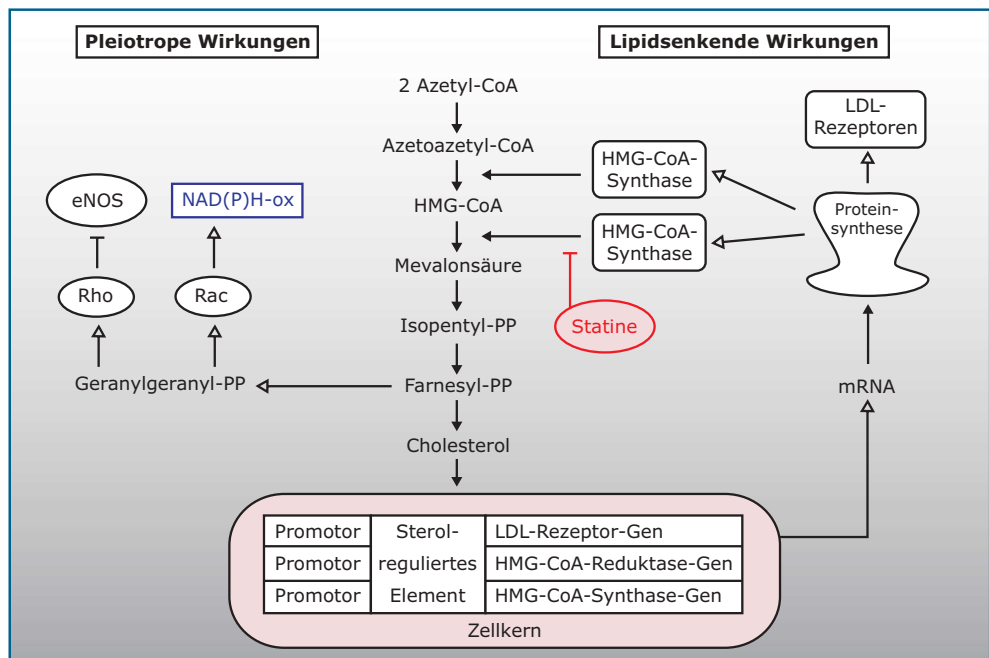 Pleiotrope Wirkungen
Lipidsenkende Wirkungen
2 Azetyl-CoA
Azetoazetyl-CoA
HMG-CoA
Mevalonsäure
Isopentyl-PP
Farnesyl-PP
Cholesterol
eNOS
NAD(P)H-ox
Rho
Rac
Geranylgeranyl-PP
HMG-CoA-
Synthase
HMG-CoA-
Synthase
Statine
LDL-
Rezeptoren
Protein-
synthese
mRNA
Promotor
Sterol-
LDL-Rezeptor-Gen
Promotor
reguliertes
HMG-CoA-Reduktase-Gen
Promotor
Element
HMG-CoA-Synthase-Gen
Zellkern